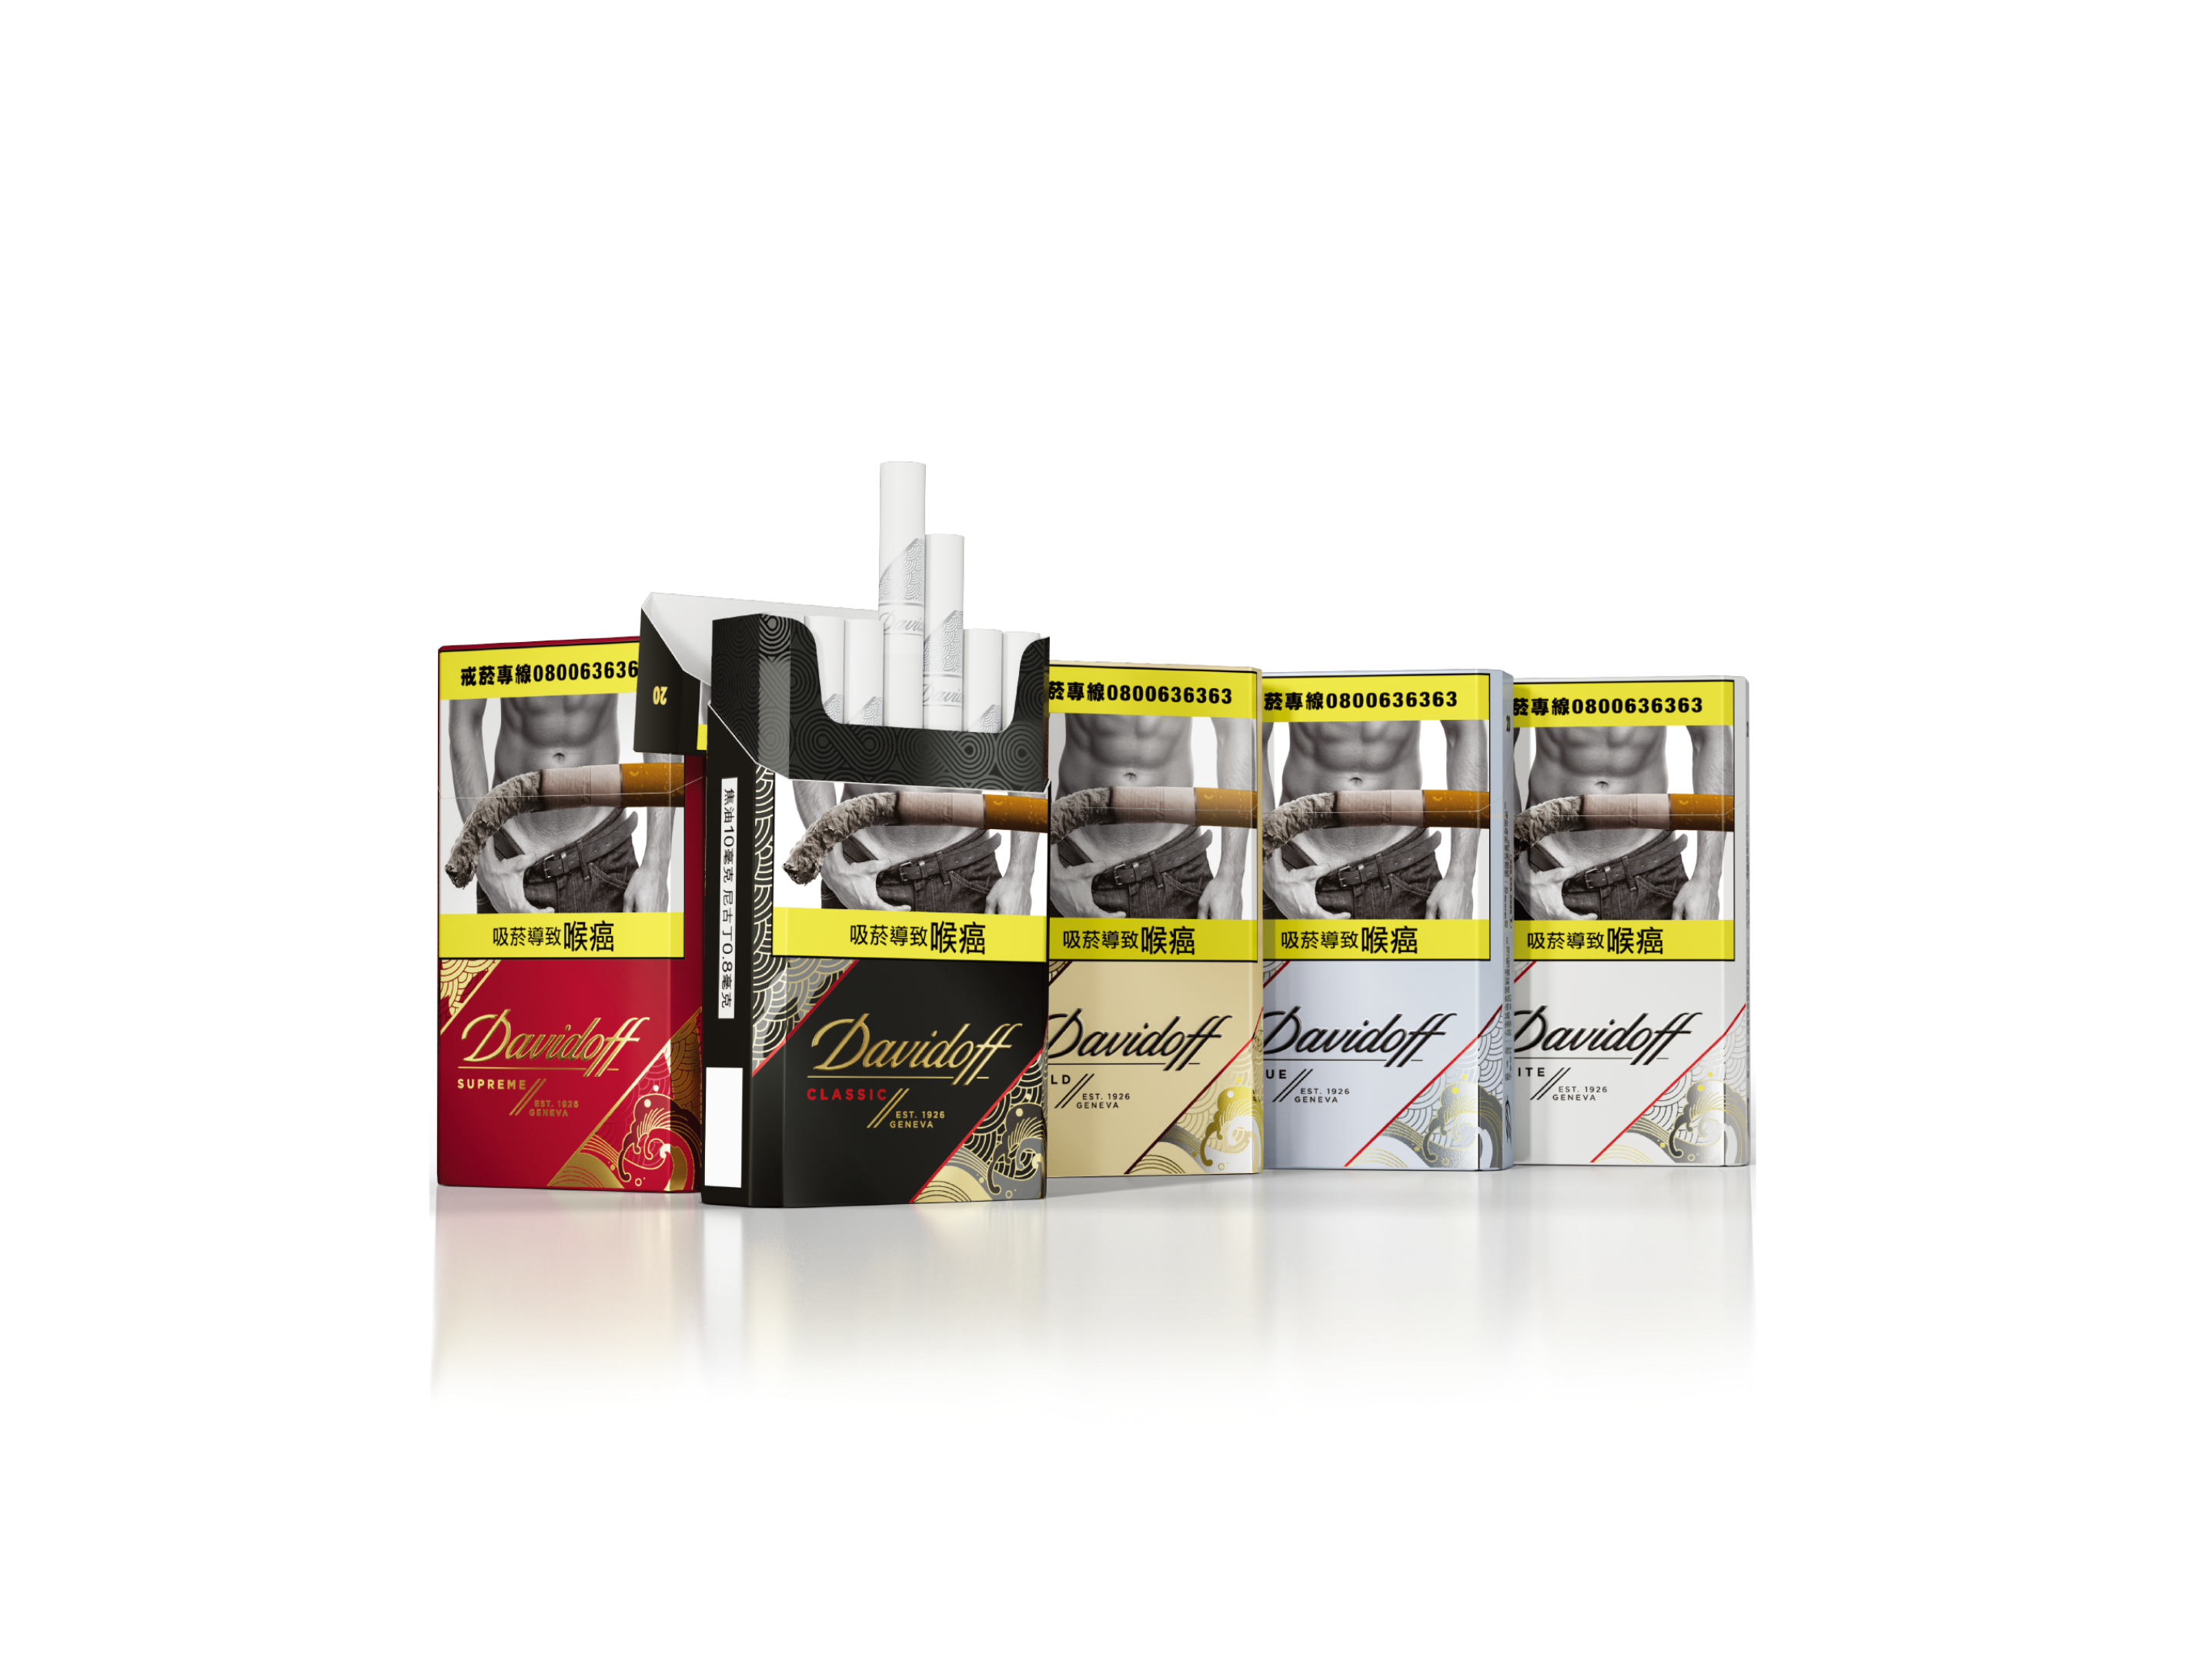 戒菸專線080063636
吸菸導致喉癌
Davidoff
SUPREME
EST. 1926
GENEVA
20
Davi
Davi
焦油10毫克 尼古丁0.8毫克
吸菸導致喉癌
Davidoff
CLASSIC
EST. 1926
GENEVA
菸專線0800636363
吸菸導致喉癌
Davidoff
LD
EST. 1926
GENEVA
菸專線0800636363
吸菸導致喉癌
Davidoff
UE
EST. 1926
GENEVA
菸專線0800636363
吸菸導致喉癌
Davidoff
ITE
EST. 1926
GENEVA